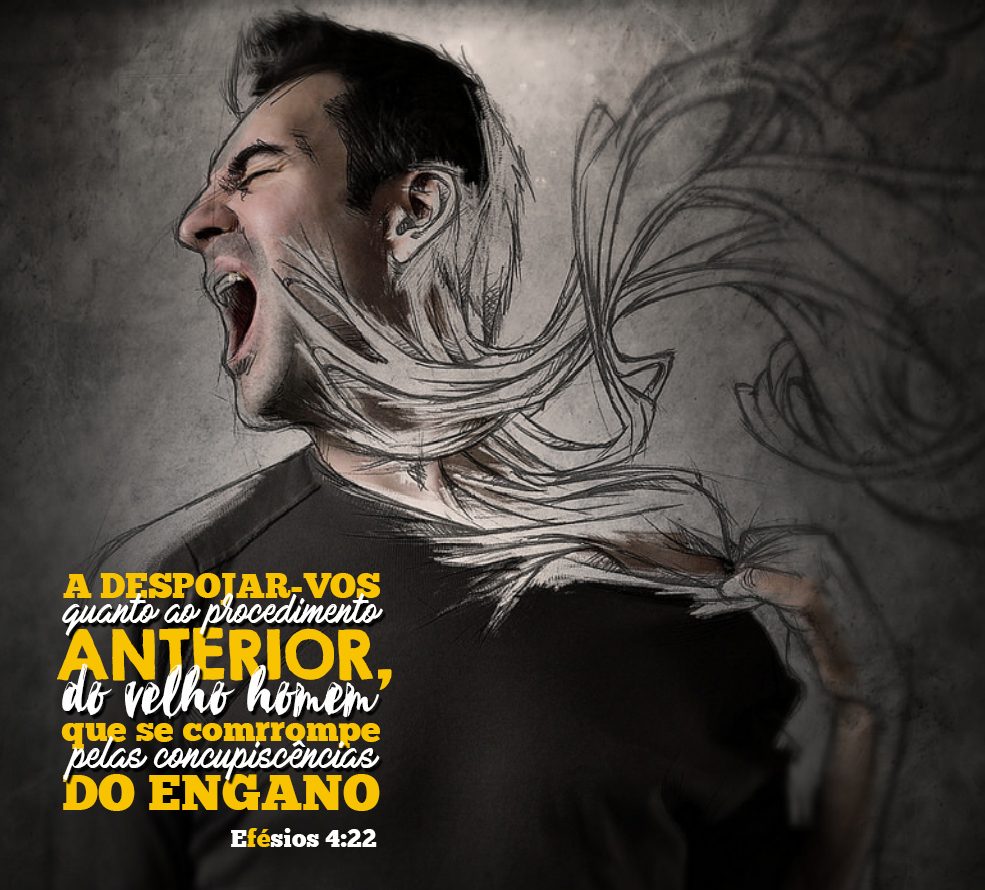 A DESPOJAR-VOS
quanto ao procedimento
ANTERIOR,
do velho homem
que se comrrompe
pelas concupiscências
DO ENGANO
Efésios 4:22